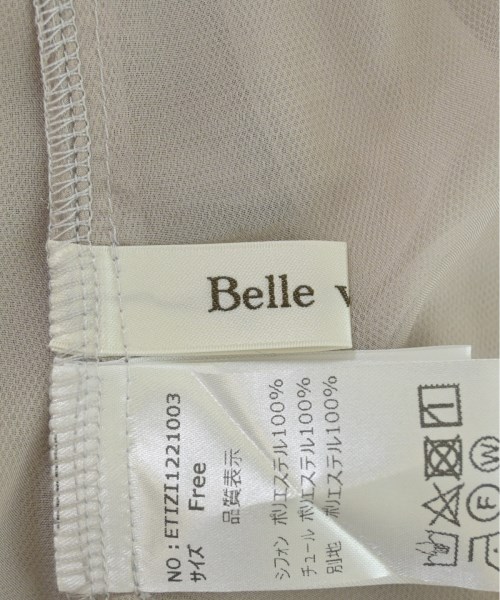 Belle
NO：ETIZI1221003
サイズ Free
品質表示
シフォン ポリエステル100%
チュール ポリエステル100%
別地 ポリエステル100%
F
W